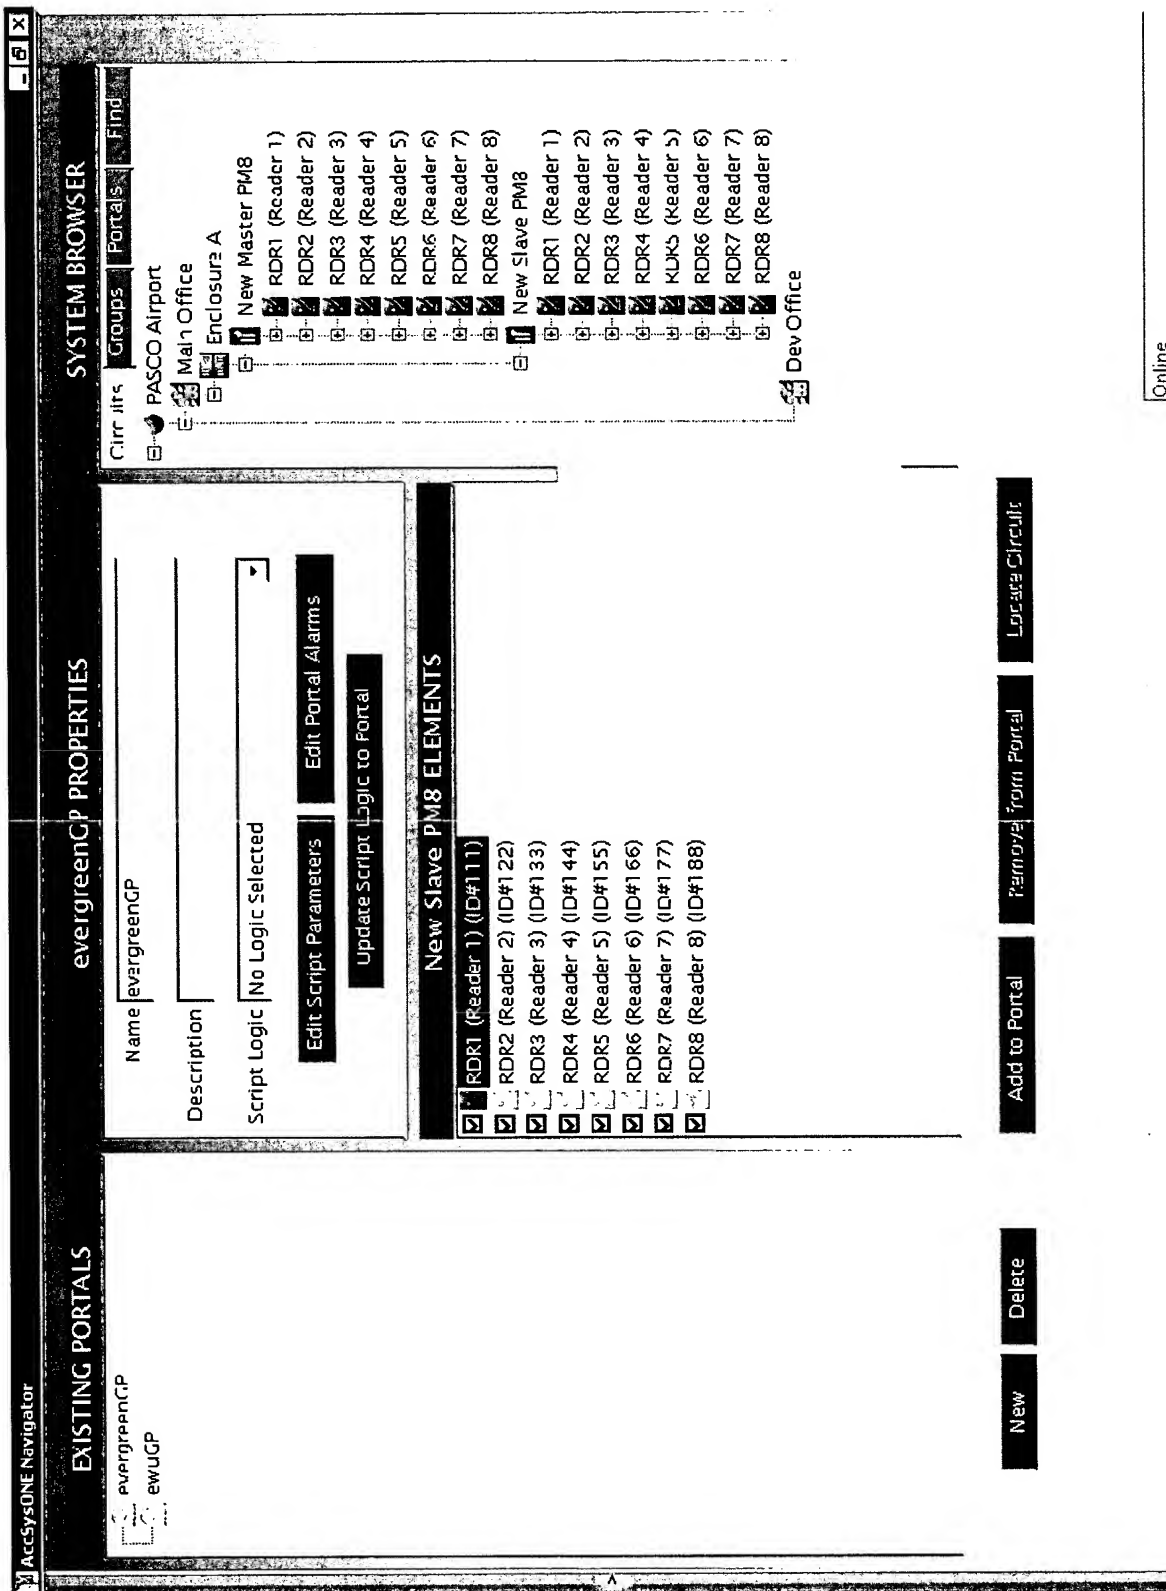 AccSysONE Navigator
EXISTING PORTALS
evergreenGP
ewuGP
New
Delete
evergreenGP PROPERTIES
Name evergreenGP
Description
Script Logic No Logic Selected
Edit Script Parameters
Edit Portal Alarms
Update Script Logic to Portal
New Slave PM8 ELEMENTS
RDR1 (Reader 1) (ID#111)
RDR2 (Reader 2) (ID#122)
RDR3 (Reader 3) (ID#133)
RDR4 (Reader 4) (ID#144)
RDR5 (Reader 5) (ID#155)
RDR6 (Reader 6) (ID#166)
RDR7 (Reader 7) (ID#177)
RDR8 (Reader 8) (ID#188)
Add to Portal
Remove from Portal
Locate Circuit
SYSTEM BROWSER
Circuits Groups Portals Find
PASCO Airport
Main Office
Enclosure A
New Master PM8
RDR1 (Reader 1)
RDR2 (Reader 2)
RDR3 (Reader 3)
RDR4 (Reader 4)
RDR5 (Reader 5)
RDR6 (Reader 6)
RDR7 (Reader 7)
RDR8 (Reader 8)
New Slave PM8
RDR1 (Reader 1)
RDR2 (Reader 2)
RDR3 (Reader 3)
RDR4 (Reader 4)
RDR5 (Reader 5)
RDR6 (Reader 6)
RDR7 (Reader 7)
RDR8 (Reader 8)
Dev Office
Online